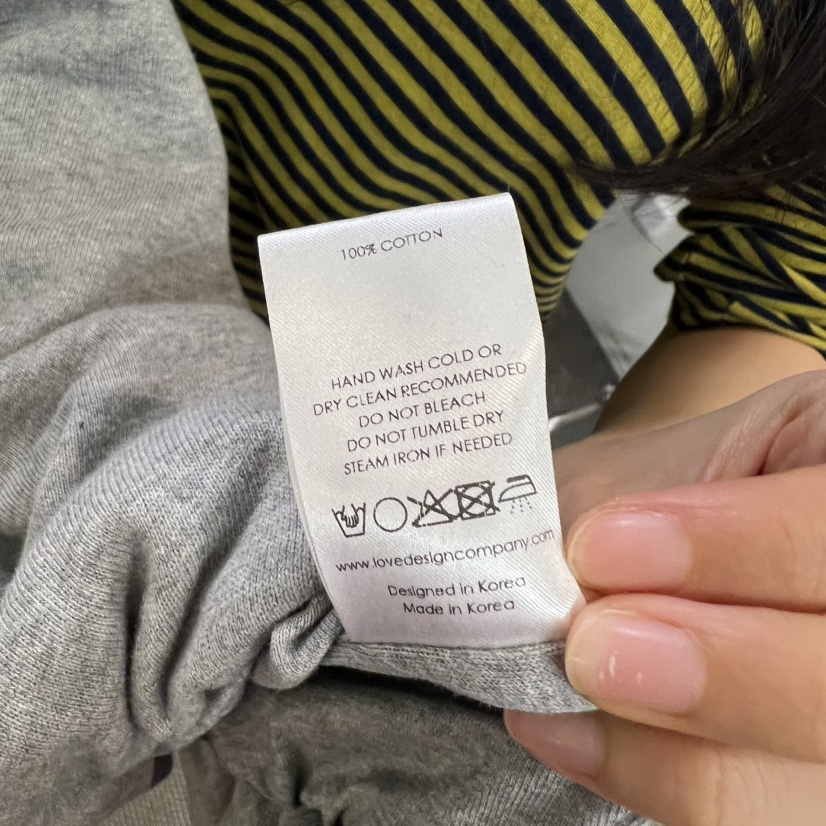 100% COTTON
HAND WASH COLD OR
DRY CLEAN RECOMMENDED
DO NOT BLEACH
DO NOT TUMBLE DRY
STEAM IRON IF NEEDED
www.lovedesigncompany.com
Designed in Korea
Made in Korea